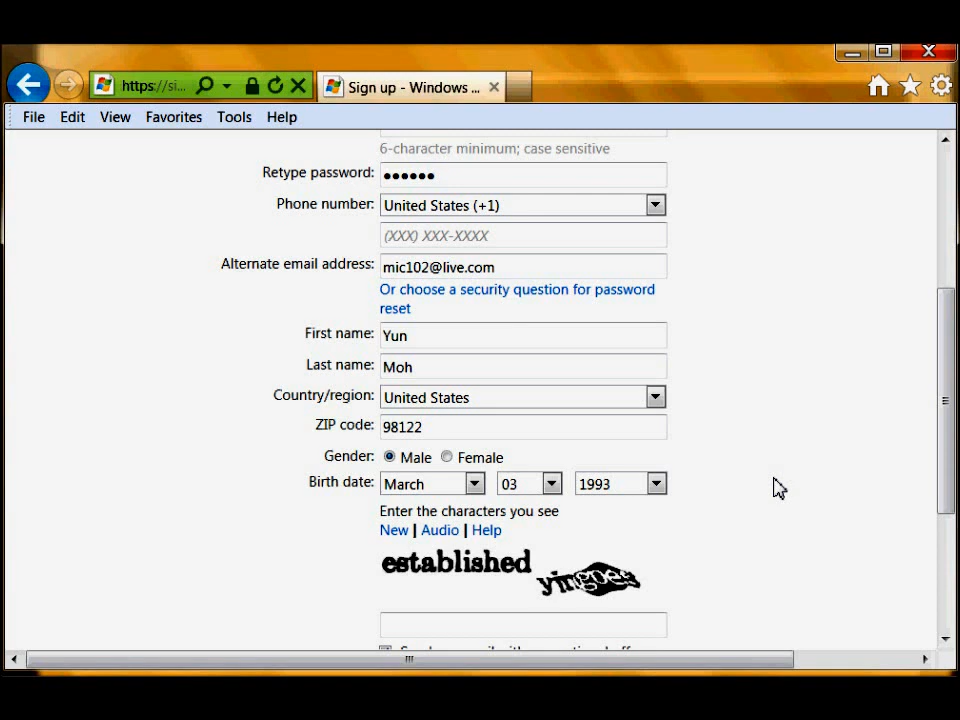 https://si...
Sign up - Windows ...
File Edit View Favorites Tools Help
6-character minimum; case sensitive
Retype password: ••••••
Phone number: United States (+1)
(XXX) XXX-XXXX
Alternate email address: mic102@live.com
Or choose a security question for password
reset
First name: Yun
Last name: Moh
Country/region: United States
ZIP code: 98122
Gender: Male Female
Birth date: March 03 1993
Enter the characters you see
New | Audio | Help
established